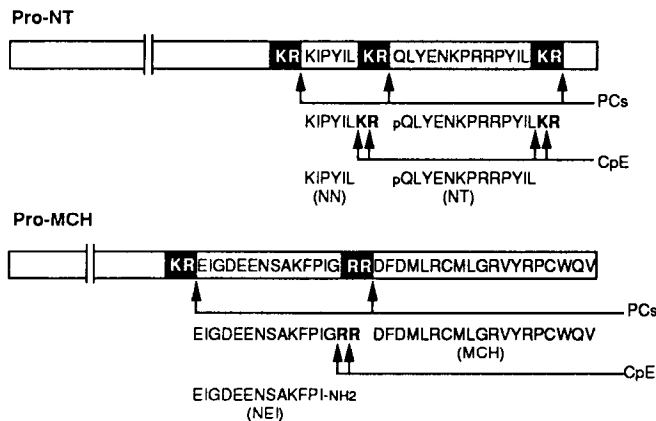 Pro-NT
KR KIPYIL KR QLYENKPRRPYIL KR
PCs
KIPYILKR pQLYENKPRRPYILKR
CpE
KIPYIL pQLYENKPRRPYIL
(NN) (NT)
Pro-MCH
KR EIGDEENSAKFPIG RR DFDMLRCMLGRVYRPCWQV
PCs
EIGDEENSAKFPIGRR DFDMLRCMLGRVYRPCWQV
(MCH)
CpE
EIGDEENSAKFPI-NH2
(NEI)